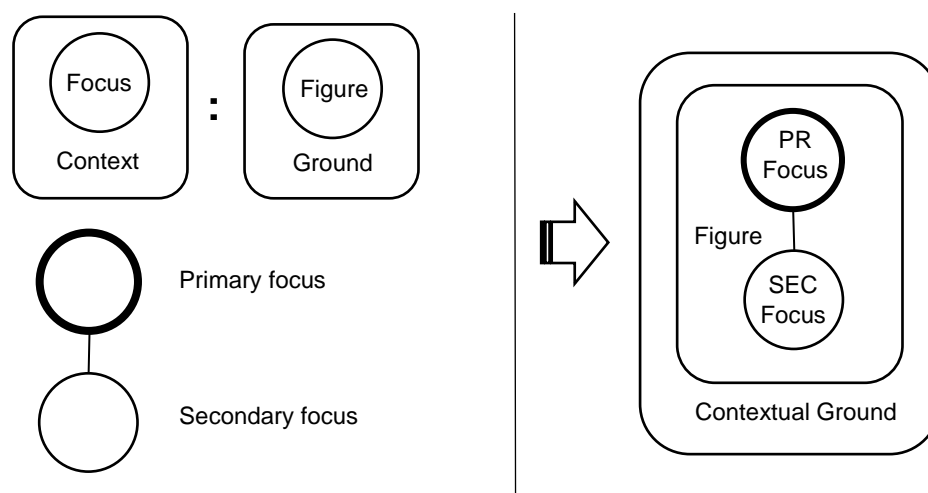 Focus
Context
:
Figure
Ground
Primary focus
Secondary focus
PR
Focus
Figure
SEC
Focus
Contextual Ground